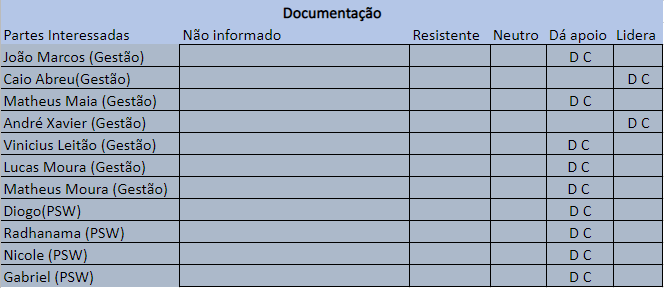 Documentação
Partes Interessadas Não informado Resistente Neutro Dá apoio Lidera
João Marcos (Gestão) D C
Caio Abreu(Gestão) D C
Matheus Maia (Gestão) D C
André Xavier (Gestão) D C
Vinicius Leitão (Gestão) D C
Lucas Moura (Gestão) D C
Matheus Moura (Gestão) D C
Diogo(PSW) D C
Radhanama (PSW) D C
Nicole (PSW) D C
Gabriel (PSW) D C